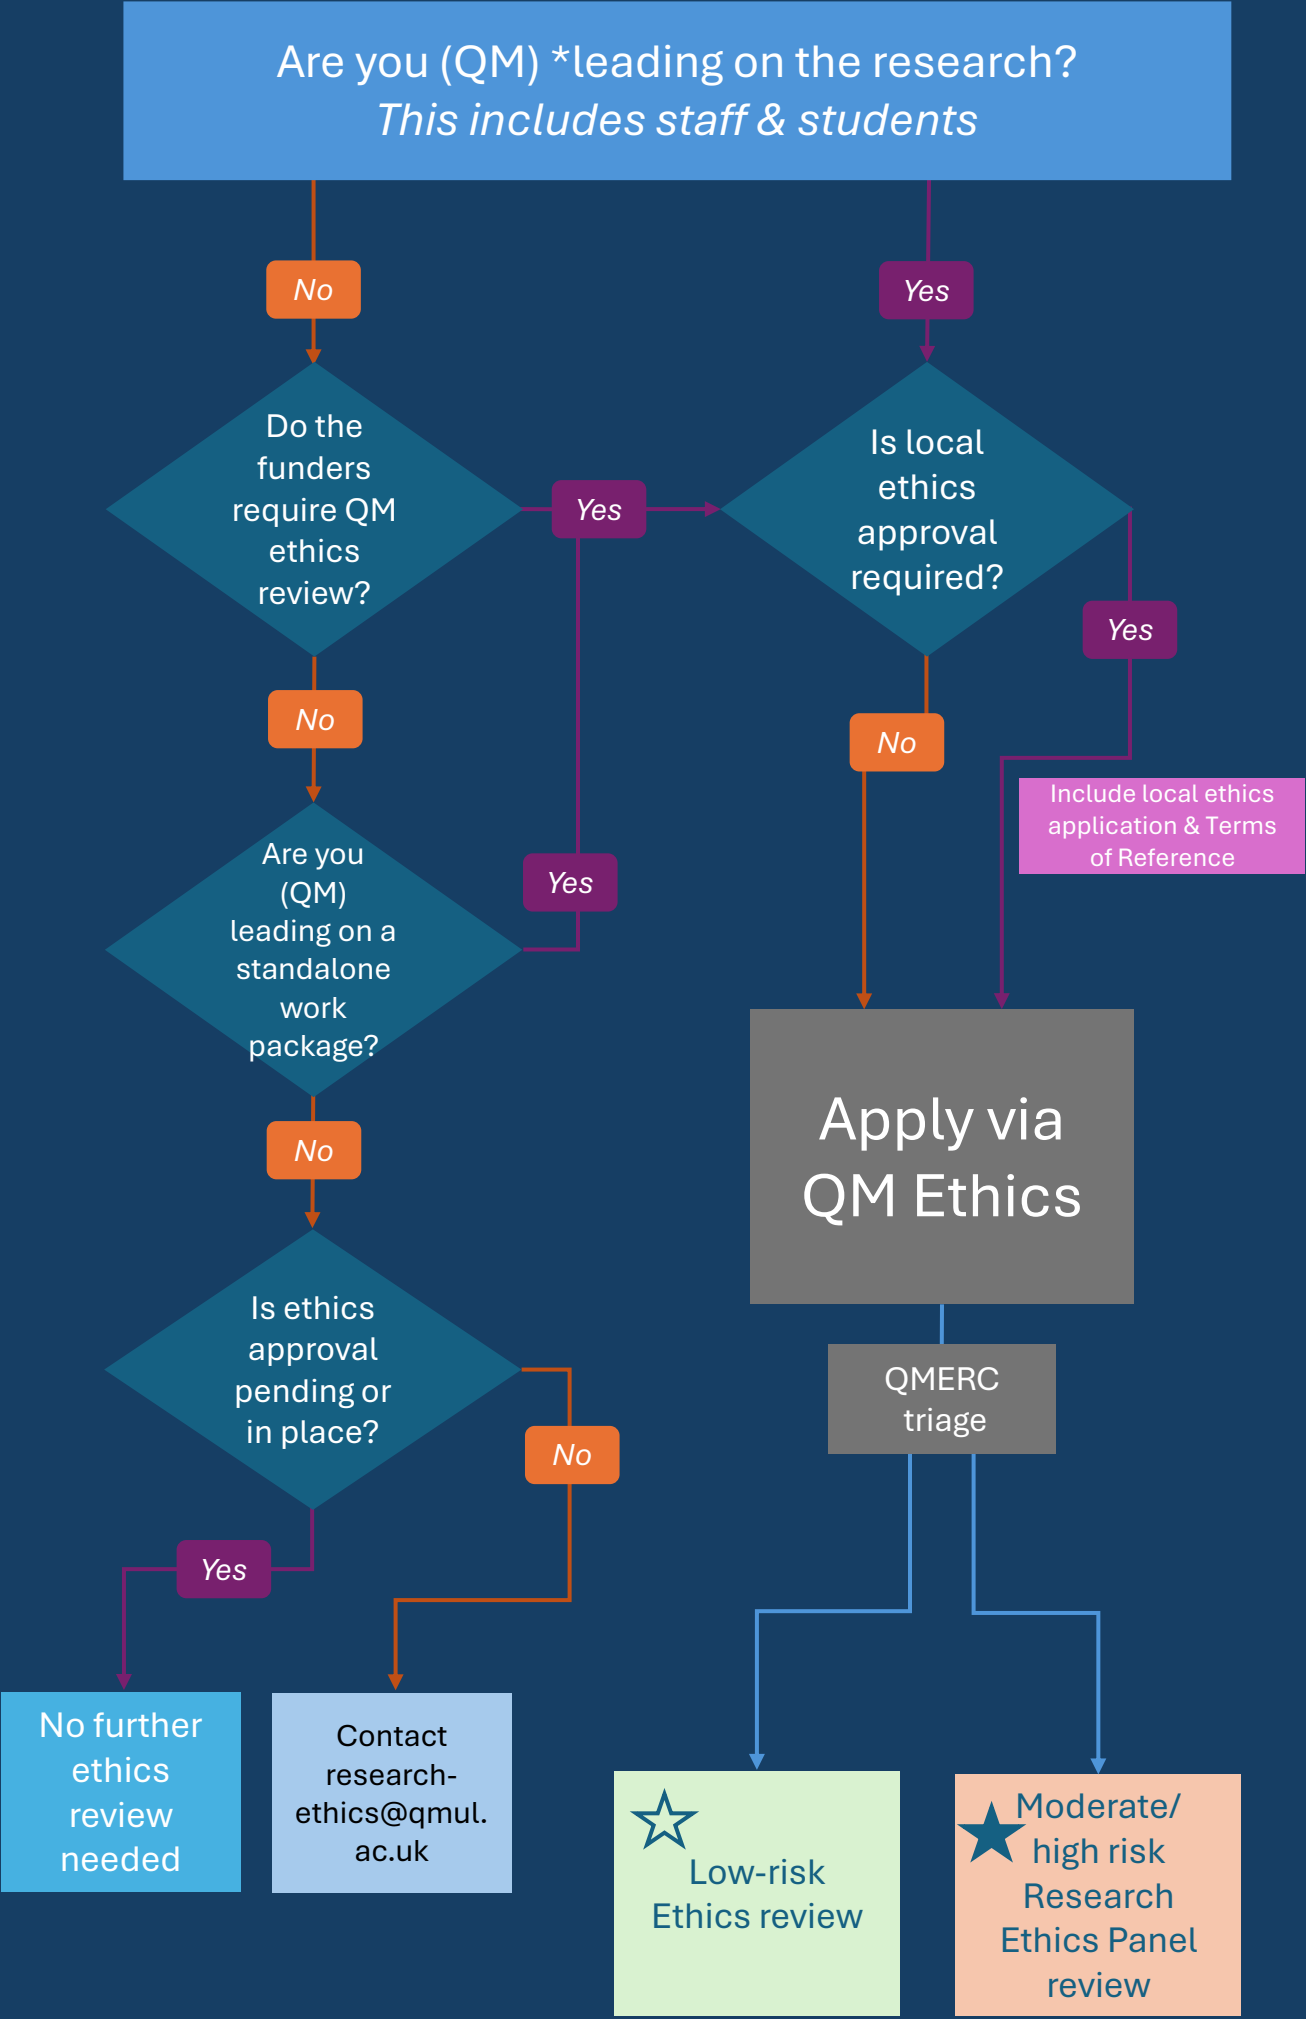 Are you (QM) *leading on the research?
This includes staff & students
No
Yes
Do the
funders
require QM
ethics
review?
Yes
Is local
ethics
approval
required?
Yes
No
No
Include local ethics
application & Terms
of Reference
Are you
(QM)
leading on a
standalone
work
package?
Yes
No
Apply via
QM Ethics
Is ethics
approval
pending or
in place?
No
QMERC
triage
Yes
No further
ethics
review
needed
Contact
research-
ethics@qmul.
ac.uk
Low-risk
Ethics review
Moderate/
high risk
Research
Ethics Panel
review